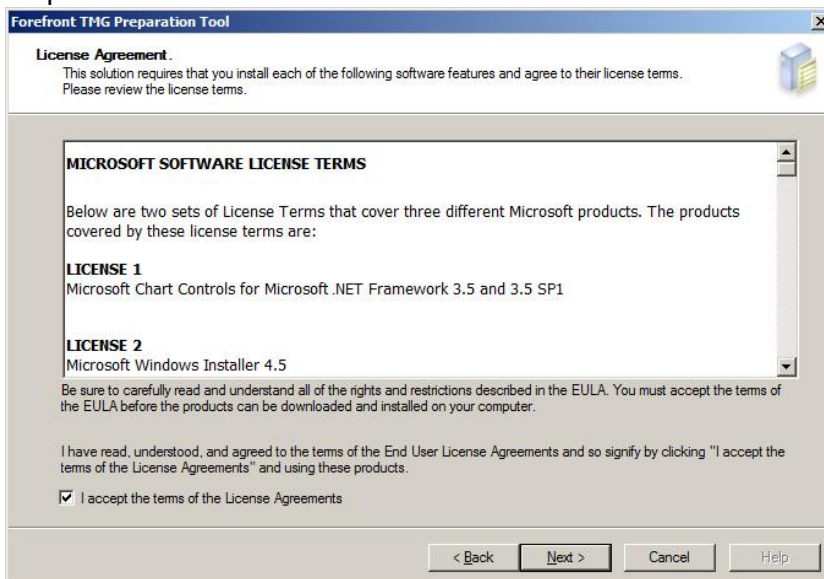 Forefront TMG Preparation Tool
License Agreement.
This solution requires that you install each of the following software features and agree to their license terms.
Please review the license terms.
MICROSOFT SOFTWARE LICENSE TERMS
Below are two sets of License Terms that cover three different Microsoft products. The products
covered by these license terms are:
LICENSE 1
Microsoft Chart Controls for Microsoft .NET Framework 3.5 and 3.5 SP1
LICENSE 2
Microsoft Windows Installer 4.5
Be sure to carefully read and understand all of the rights and restrictions described in the EULA. You must accept the terms of
the EULA before the products can be downloaded and installed on your computer.
I have read, understood, and agreed to the terms of the End User License Agreements and so signify by clicking "I accept the
terms of the License Agreements" and using these products.
I accept the terms of the License Agreements
< Back Next > Cancel Help